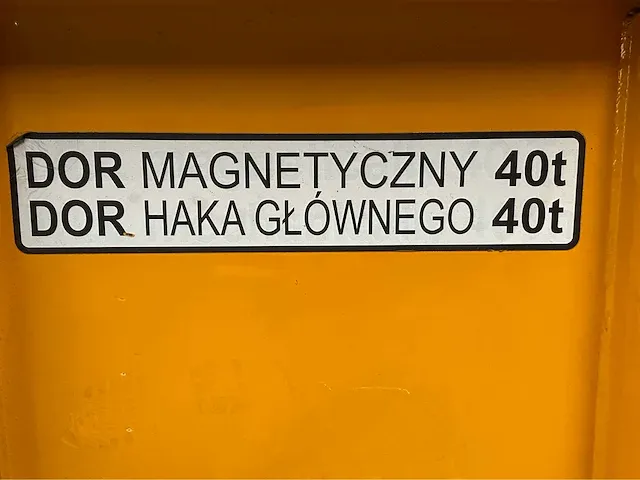 DOR MAGNETYCZNY 40t
DOR HAKA GŁÓWNEGO 40t